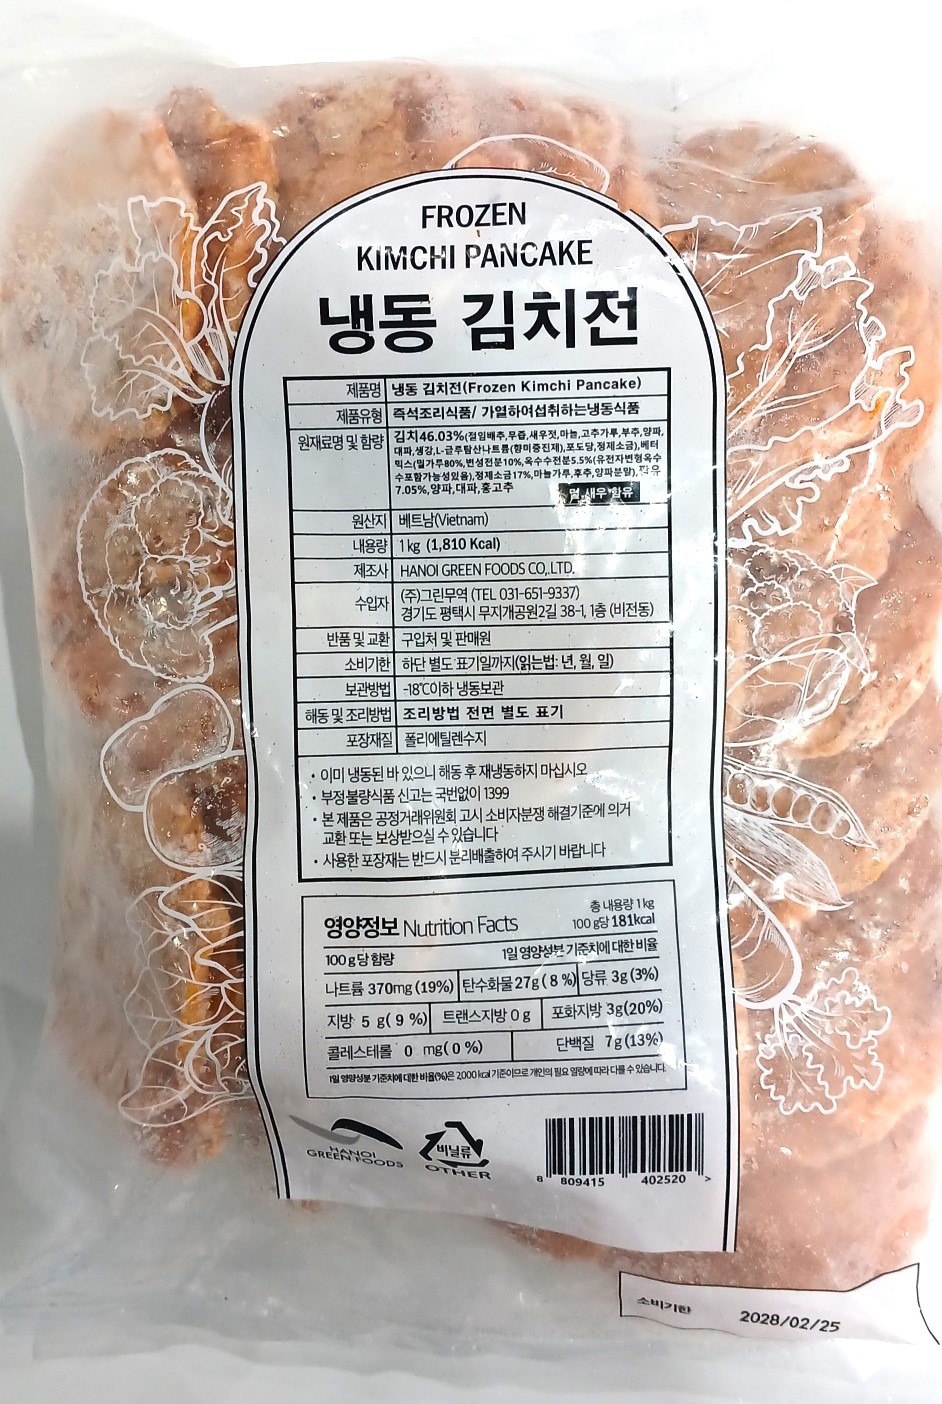 FROZEN
KIMCHI PANCAKE
냉동 김치전
제품명 냉동 김치전(Frozen Kimchi Pancake)
제품유형 즉석조리식품/ 가열하여섭취하는냉동식품
원재료명 및 함량 김치46.03%(절임배추,무즙,새우젓,마늘,고추가루,부추,양파,
대파,생강,L-글루탐산나트륨(향미증진제),포도당,정제소금),베터
믹스(밀가루80%,변성전분10%,옥수수전분5.5%(유전자변형옥수
수포함가능성있음),정제소금17%,마늘가루,후추,양파분말),팜유
7.05%,양파,대파,홍고추
밀,새우 함유
원산지 베트남(Vietnam)
내용량 1 kg (1,810 Kcal)
제조사 HANOI GREEN FOODS CO,.LTD.
수입자 (주)그린무역 (TEL 031-651-9337)
경기도 평택시 무지개공원2길 38-1, 1층 (비전동)
반품 및 교환 구입처 및 판매원
소비기한 하단 별도 표기일까지(읽는법: 년, 월, 일)
보관방법 -18℃이하 냉동보관
해동 및 조리방법 조리방법 전면 별도 표기
포장재질 폴리에틸렌수지
• 이미 냉동된 바 있으니 해동 후 재냉동하지 마십시오
• 부정·불량식품 신고는 국번없이 1399
• 본 제품은 공정거래위원회 고시 소비자분쟁 해결기준에 의거
교환 또는 보상받으실 수 있습니다
• 사용한 포장재는 반드시 분리배출하여 주시기 바랍니다
영양정보 Nutrition Facts
총 내용량 1 kg
100 g당 181kcal
100 g당 함량 1일 영양성분 기준치에 대한 비율
나트륨 370mg (19%) 탄수화물 27g ( 8 %) 당류 3g (3%)
지방 5 g( 9 %) 트랜스지방 0 g 포화지방 3g(20%)
콜레스테롤 0 mg( 0 %) 단백질 7g (13%)
1일 영양성분 기준치에 대한 비율(%)은 2,000 kcal 기준이므로 개인의 필요 열량에 따라 다를 수 있습니다.
HANOI
GREEN FOODS
비닐류
OTHER
8 809415 402520 >
소비기한 2028/02/25